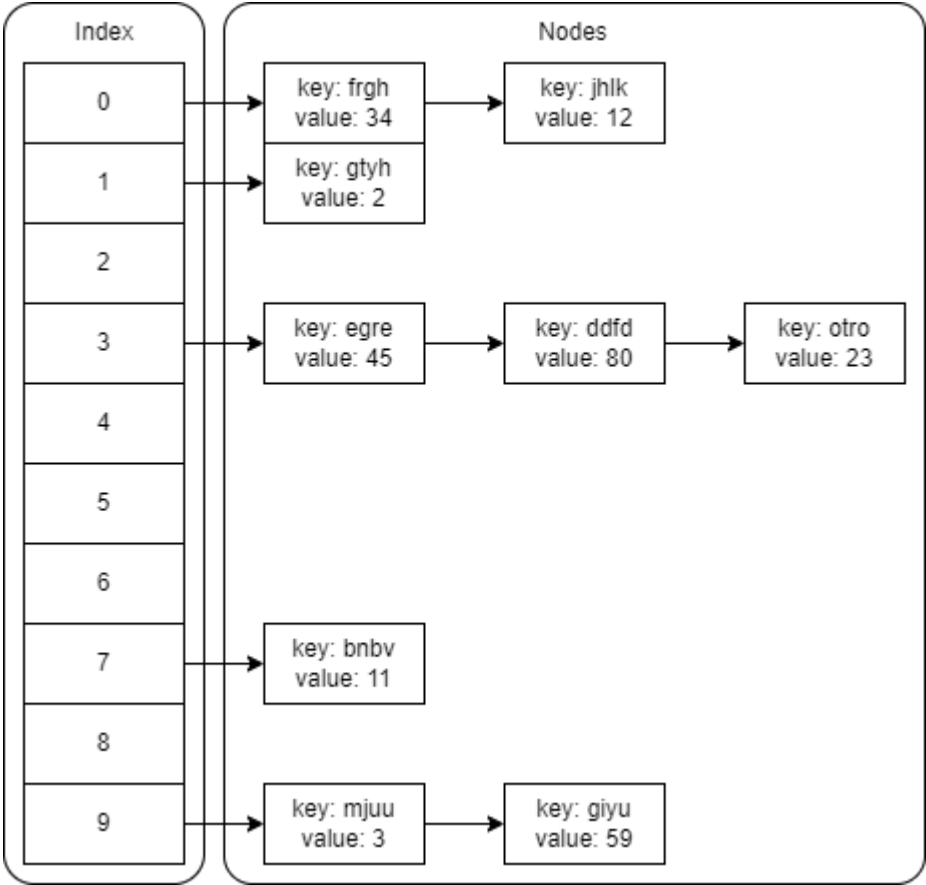 Index
Nodes
0
key: frgh
value: 34
key: jhlk
value: 12
1
key: gtyh
value: 2
2
3
key: egre
value: 45
key: ddfd
value: 80
key: otro
value: 23
4
5
6
7
key: bnbv
value: 11
8
9
key: mjuu
value: 3
key: giyu
value: 59